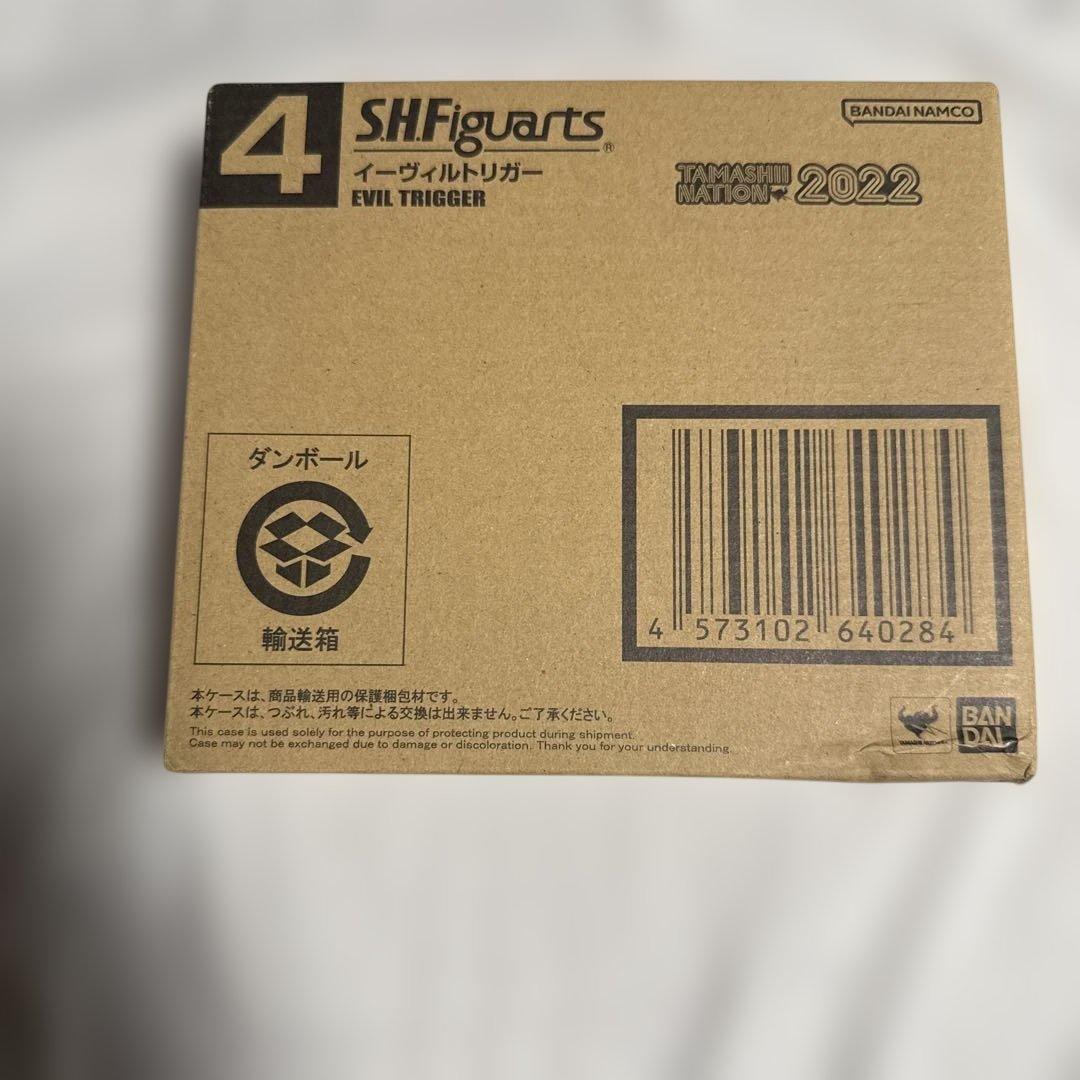 4
S.H.Figuarts®
イーヴィルトリガー
EVIL TRIGGER
BANDAI NAMCO
TAMASHII
NATION 2022
ダンボール
輸送箱
4 573102 640284
本ケースは、商品輸送用の保護梱包材です。
本ケースは、つぶれ、汚れ等による交換は出来ません。ご了承ください。
This case is used solely for the purpose of protecting product during shipment.
Case may not be exchanged due to damage or discoloration. Thank you for your understanding.
TAMASHII NATIONS
BAN
DAI